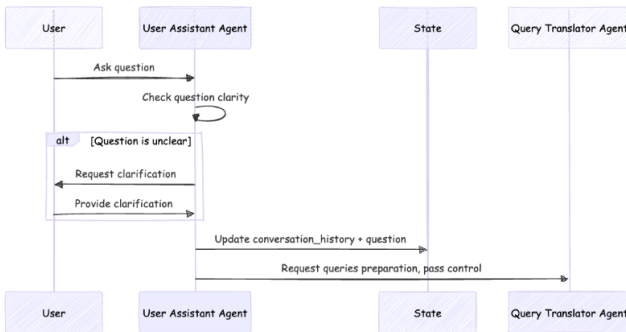 User
User Assistant Agent
State
Query Translator Agent
Ask question
Check question clarity
alt
[Question is unclear]
Request clarification
Provide clarification
Update conversation_history + question
Request queries preparation, pass control
User
User Assistant Agent
State
Query Translator Agent